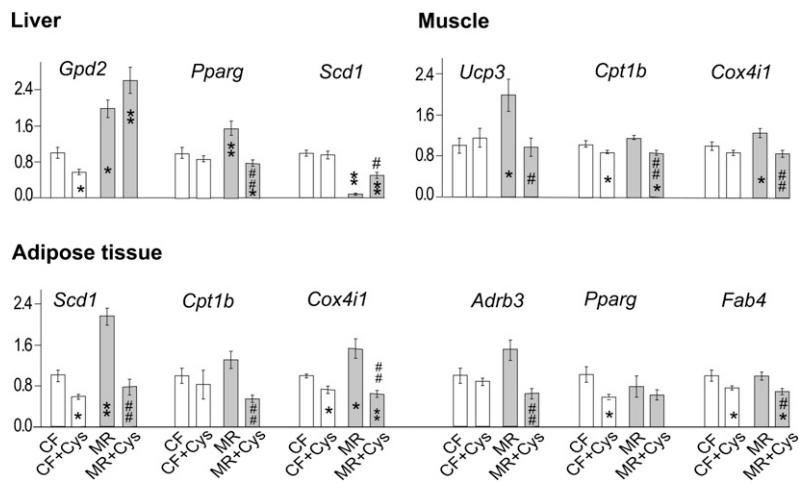 Liver
Muscle
Gpd2 Pparg Scd1
Ucp3 Cpt1b Cox4i1
2.4
1.6
0.8
0.0
2.4
1.6
0.8
0.0
* * ** ** ## * ** # **
* # * ## * * ##
Adipose tissue
Scd1 Cpt1b Cox4i1
Adrb3 Pparg Fab4
2.4
1.6
0.8
0.0
* ** ## ## * * ## **
## * * # *
CF CF+Cys MR MR+Cys
CF CF+Cys MR MR+Cys
CF CF+Cys MR MR+Cys
CF CF+Cys MR MR+Cys
CF CF+Cys MR MR+Cys
CF CF+Cys MR MR+Cys